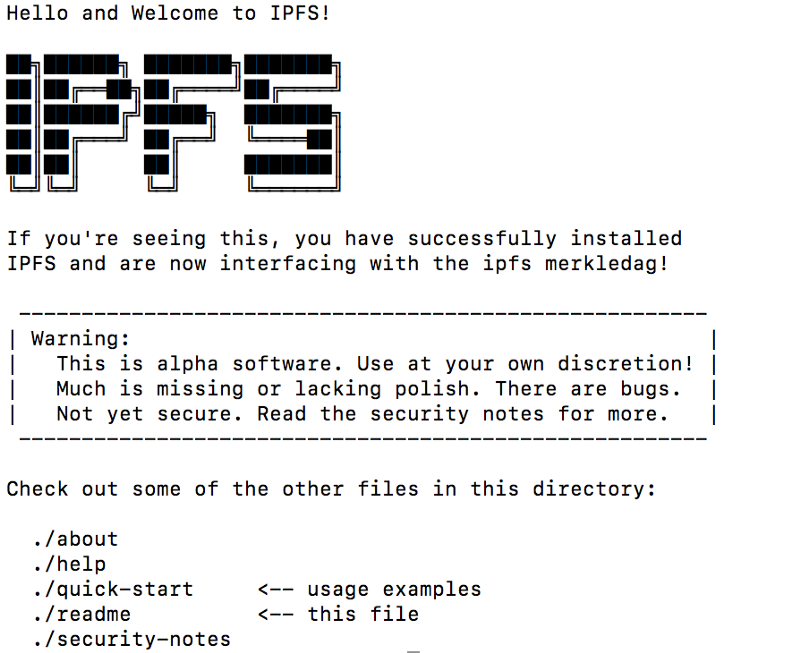 Hello and Welcome to IPFS!
IPFS
If you're seeing this, you have successfully installed
IPFS and are now interfacing with the ipfs merkledag!
Warning:
This is alpha software. Use at your own discretion!
Much is missing or lacking polish. There are bugs.
Not yet secure. Read the security notes for more.
Check out some of the other files in this directory:
./about
./help
./quick-start <-- usage examples
./readme <-- this file
./security-notes